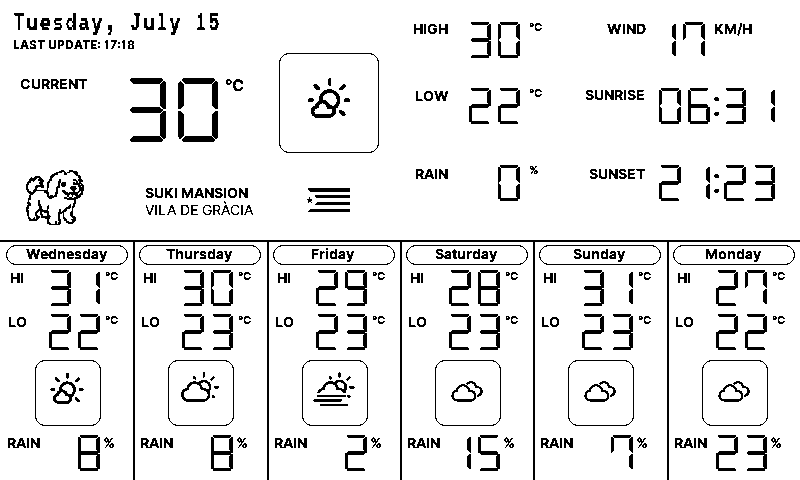 Tuesday, July 15
LAST UPDATE: 17:18
CURRENT 30 °C
SUKI MANSION
VILA DE GRÀCIA
HIGH 30 °C
LOW 22 °C
RAIN 0 %
WIND 17 KM/H
SUNRISE 06:31
SUNSET 21:23
Wednesday
HI 31 °C
LO 22 °C
RAIN 8 %
Thursday
HI 30 °C
LO 23 °C
RAIN 8 %
Friday
HI 29 °C
LO 23 °C
RAIN 2 %
Saturday
HI 28 °C
LO 23 °C
RAIN 15 %
Sunday
HI 31 °C
LO 23 °C
RAIN 7 %
Monday
HI 27 °C
LO 22 °C
RAIN 23 %